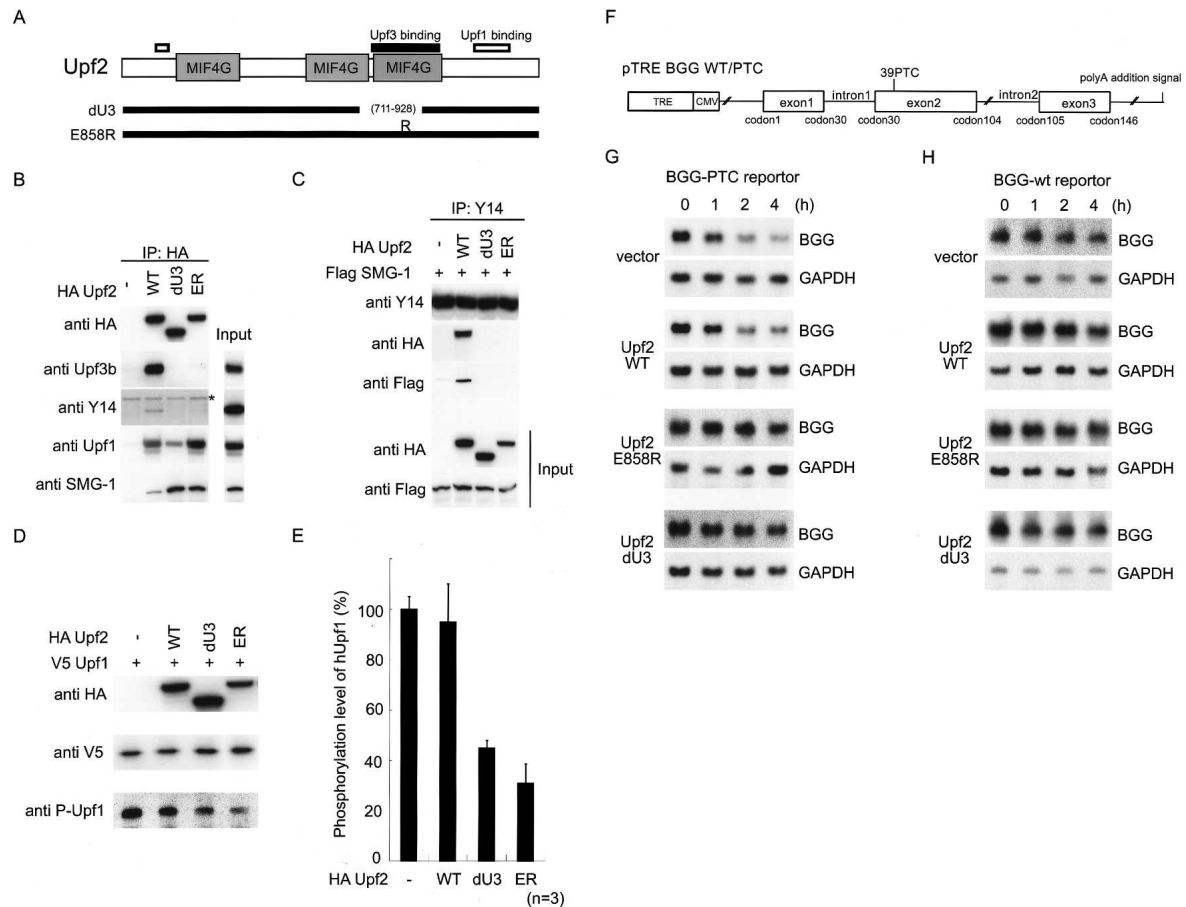 A
Upf2
Upf3 binding
Upf1 binding
MIF4G
MIF4G
MIF4G
dU3
(711-928)
E858R
R
B
IP: HA
HA Upf2
-
WT
dU3
ER
Input
anti HA
anti Upf3b
anti Y14
*
anti Upf1
anti SMG-1
C
IP: Y14
HA Upf2
-
WT
dU3
ER
Flag SMG-1
+ + + +
anti Y14
anti HA
anti Flag
anti HA
anti Flag
Input
D
HA Upf2
-
WT
dU3
ER
V5 Upf1
+ + + +
anti HA
anti V5
anti P-Upf1
E
Phosphorylation level of hUpf1 (%)
100
80
60
40
20
0
HA Upf2
-
WT
dU3
ER
(n=3)
F
pTRE BGG WT/PTC
39PTC
polyA addition signal
TRE
CMV
exon1
intron1
exon2
intron2
exon3
codon1
codon30
codon30
codon104
codon105
codon146
G
BGG-PTC reportor
0 1 2 4 (h)
vector
BGG
GAPDH
Upf2 WT
BGG
GAPDH
Upf2 E858R
BGG
GAPDH
Upf2 dU3
BGG
GAPDH
H
BGG-wt reportor
0 1 2 4 (h)
vector
BGG
GAPDH
Upf2 WT
BGG
GAPDH
Upf2 E858R
BGG
GAPDH
Upf2 dU3
BGG
GAPDH